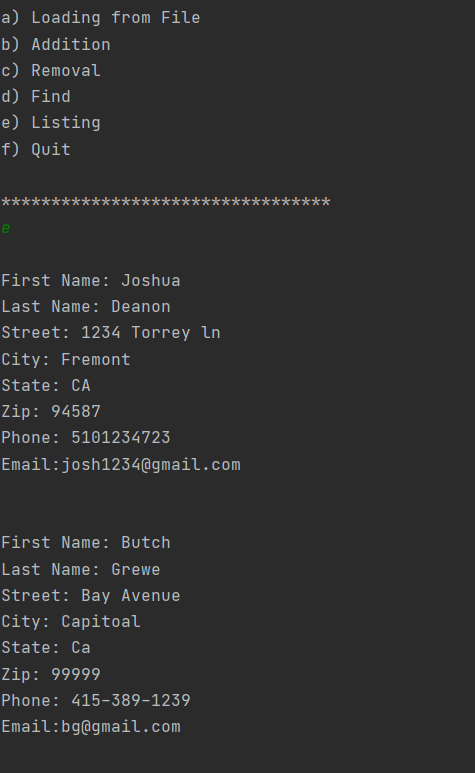 a) Loading from File
b) Addition
c) Removal
d) Find
e) Listing
f) Quit
*********************************
e
First Name: Joshua
Last Name: Deanon
Street: 1234 Torrey ln
City: Fremont
State: CA
Zip: 94587
Phone: 5101234723
Email:josh1234@gmail.com
First Name: Butch
Last Name: Grewe
Street: Bay Avenue
City: Capitoal
State: Ca
Zip: 99999
Phone: 415-389-1239
Email:bg@gmail.com